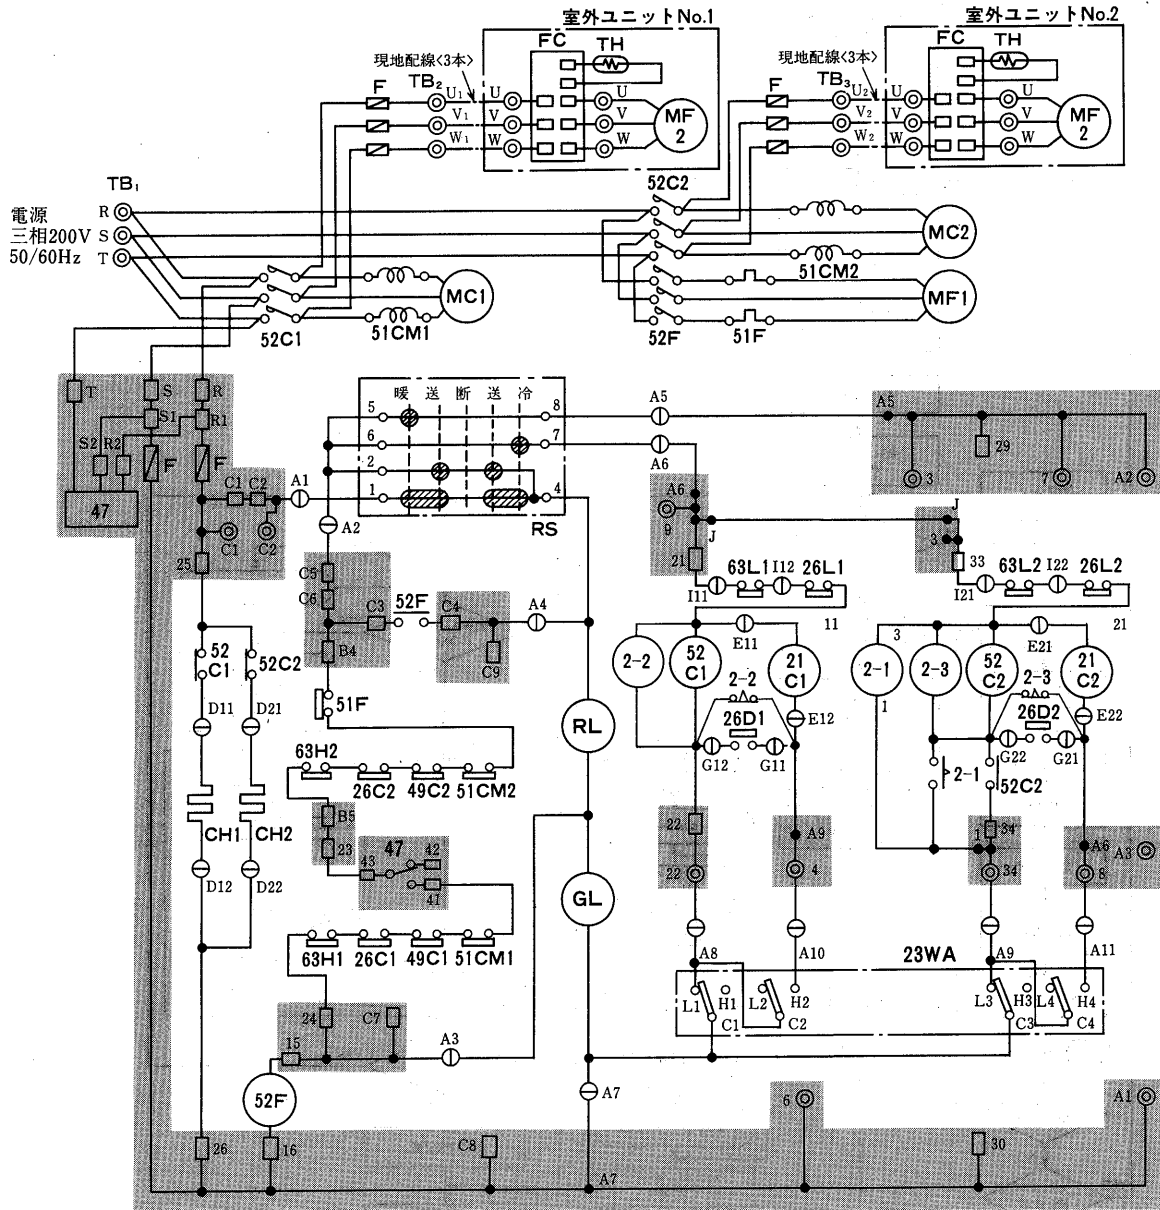 室外ユニットNo.1
室外ユニットNo.2
FC
TH
FC
TH
現地配線<3本>
現地配線<3本>
F
TB₂
U₁
U
U
F
TB₃
U₂
U
U
V₁
V
V
MF
2
V₂
V
V
MF
2
W₁
W
W
W₂
W
W
TB₁
52C2
電源
三相200V
50/60Hz
R
S
T
MC2
51CM2
MC1
MF1
52C1
51CM1
52F
51F
T
S
R
S1
R1
S2
R2
F
F
47
暖 送 断 送 冷
5
8
6
7
2
1
4
RS
A5
A6
A5
3
29
7
A2
A1
C1
C2
C1
C2
A2
25
A6
9
J
J
21
3
33
C5
C6
C3
52F
C4
A4
B4
C9
63L1
I12
26L1
I11
11
63L2
I22
26L2
I21
21
E11
E21
3
1
52
C1
52C2
2-2
52
C1
21
C1
2-1
2-3
52
C2
21
C2
51F
2-2
2-3
D11
D21
26D1
E12
26D2
E22
RL
G12
G11
G22
G21
63H2
26C2
49C2
51CM2
2-1
52C2
CH1
CH2
B5
23
22
A9
34
1
A6
A3
47
42
43
41
22
4
34
8
D12
D22
GL
63H1
26C1
49C1
51CM1
A8
A10
23WA
A9
A11
L1
H1
L2
H2
L3
H3
L4
H4
C1
C2
C3
C4
24
C7
15
A3
52F
A7
6
A1
26
16
C8
30
A7